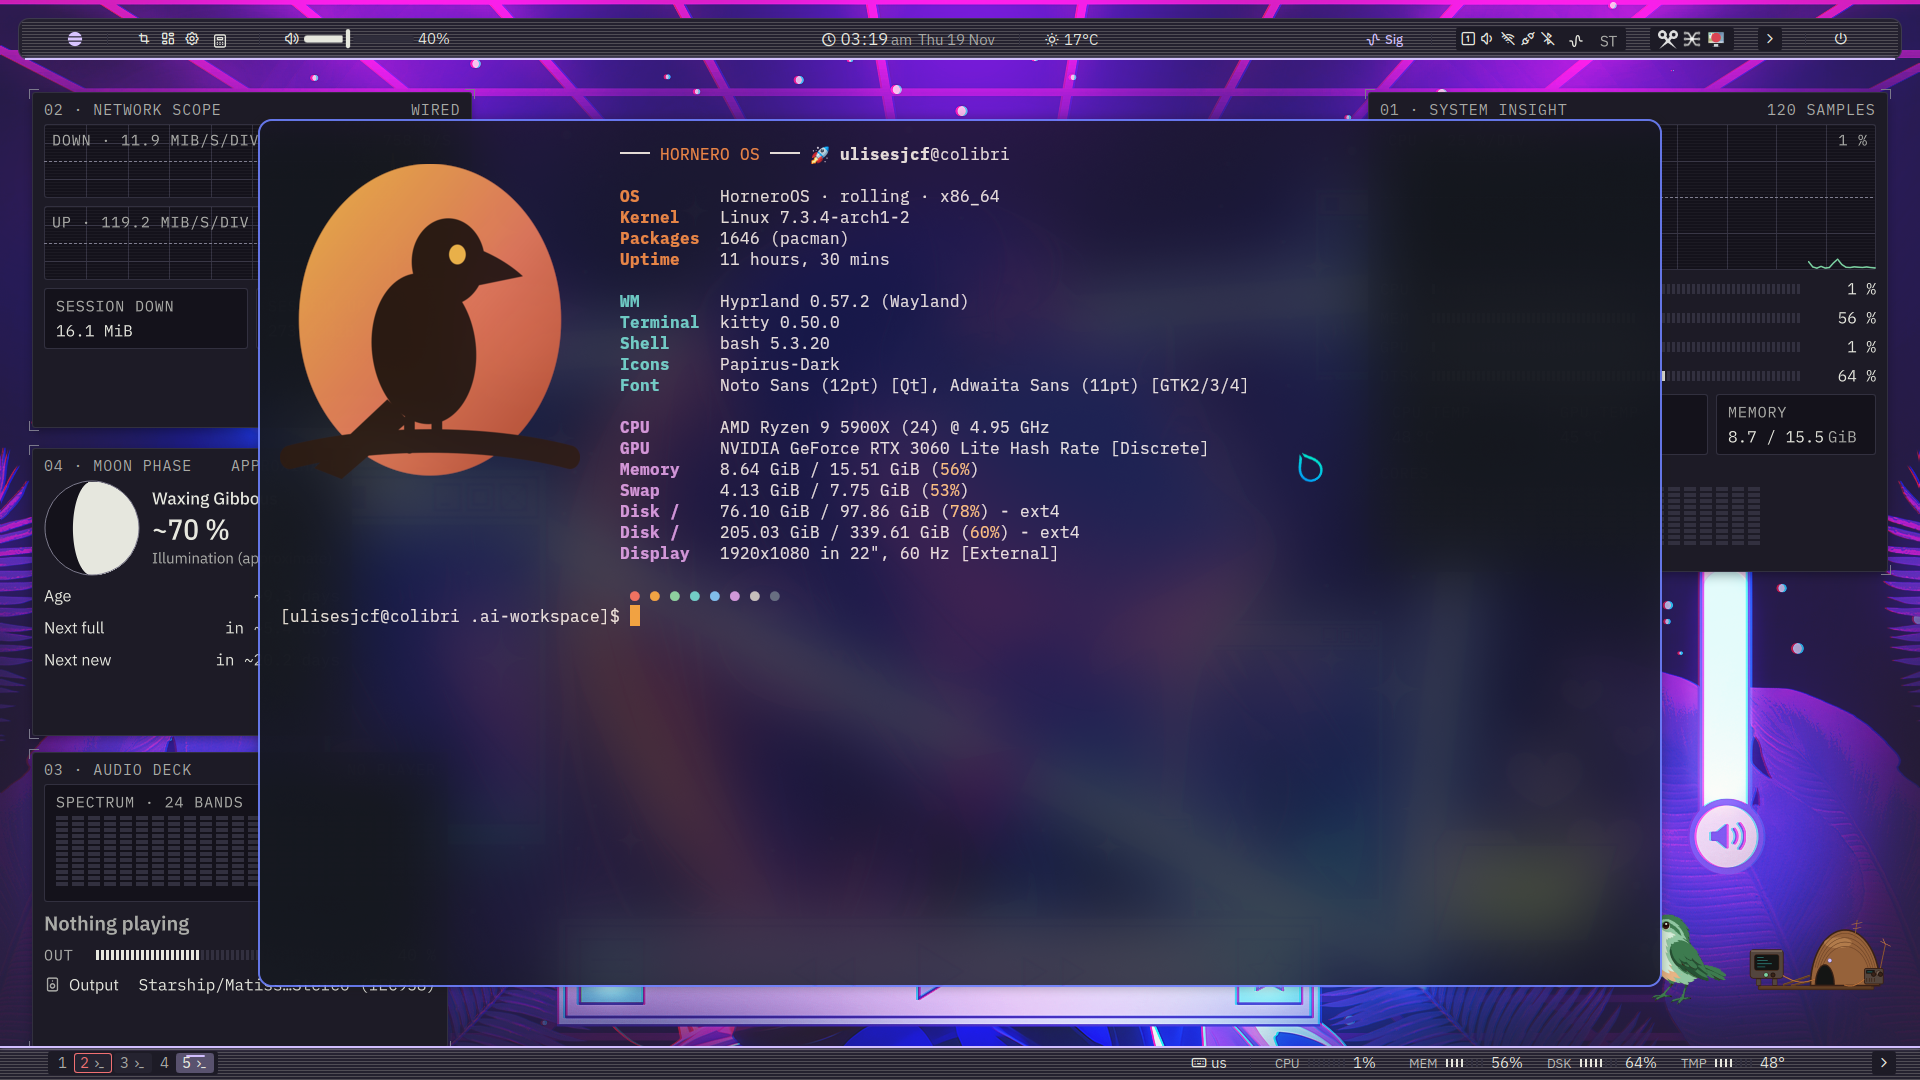 40%
03:19 am Thu 19 Nov
17°C
Sig
1
ST
02 · NETWORK SCOPE WIRED
DOWN · 11.9 MIB/S/DIV
UP · 119.2 MIB/S/DIV
SESSION DOWN
16.1 MiB
04 · MOON PHASE
Waxing
~70 %
Illumination
Age
Next full in
Next new in
03 · AUDIO DECK
SPECTRUM · 24 BANDS
Nothing playing
OUT
Output
HORNERO OS 🚀 ulisesjcf@colibri
OS HorneroOS · rolling · x86_64
Kernel Linux 7.3.4-arch1-2
Packages 1646 (pacman)
Uptime 11 hours, 30 mins
WM Hyprland 0.57.2 (Wayland)
Terminal kitty 0.50.0
Shell bash 5.3.20
Icons Papirus-Dark
Font Noto Sans (12pt) [Qt], Adwaita Sans (11pt) [GTK2/3/4]
CPU AMD Ryzen 9 5900X (24) @ 4.95 GHz
GPU NVIDIA GeForce RTX 3060 Lite Hash Rate [Discrete]
Memory 8.64 GiB / 15.51 GiB (56%)
Swap 4.13 GiB / 7.75 GiB (53%)
Disk / 76.10 GiB / 97.86 GiB (78%) - ext4
Disk / 205.03 GiB / 339.61 GiB (60%) - ext4
Display 1920x1080 in 22", 60 Hz [External]
[ulisesjcf@colibri .ai-workspace]$
01 · SYSTEM INSIGHT 120 SAMPLES
1 %
1 %
56 %
1 %
64 %
MEMORY
8.7 / 15.5 GiB
1 2 3 4 5
us
CPU 1%
MEM 56%
DSK 64%
TMP 48°